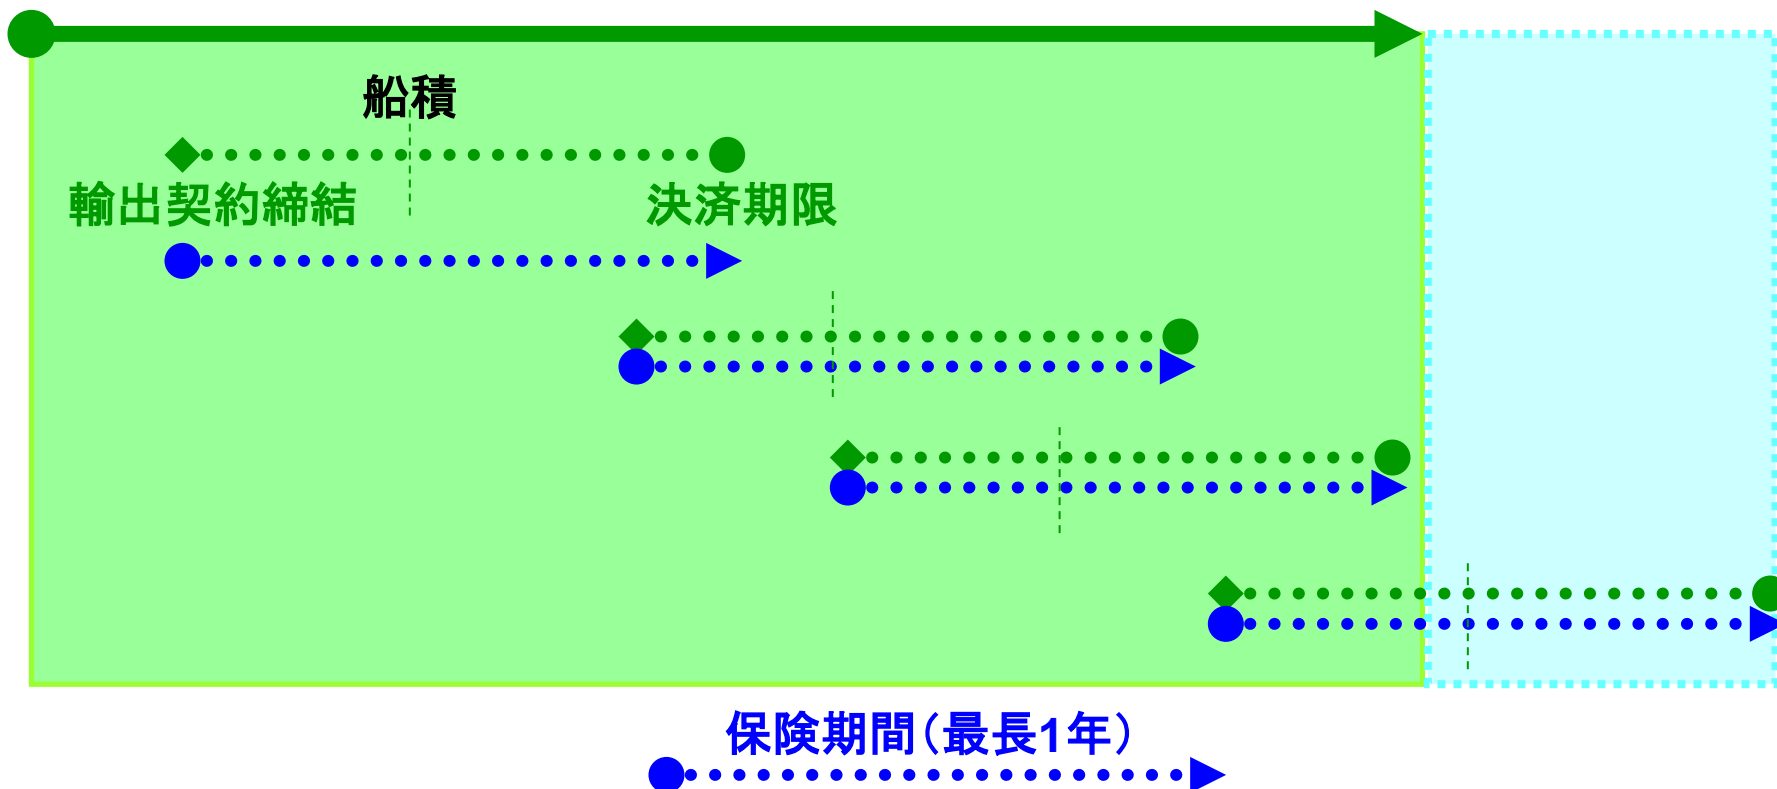 船積
輸出契約締結
決済期限
保険期間（最長1年）